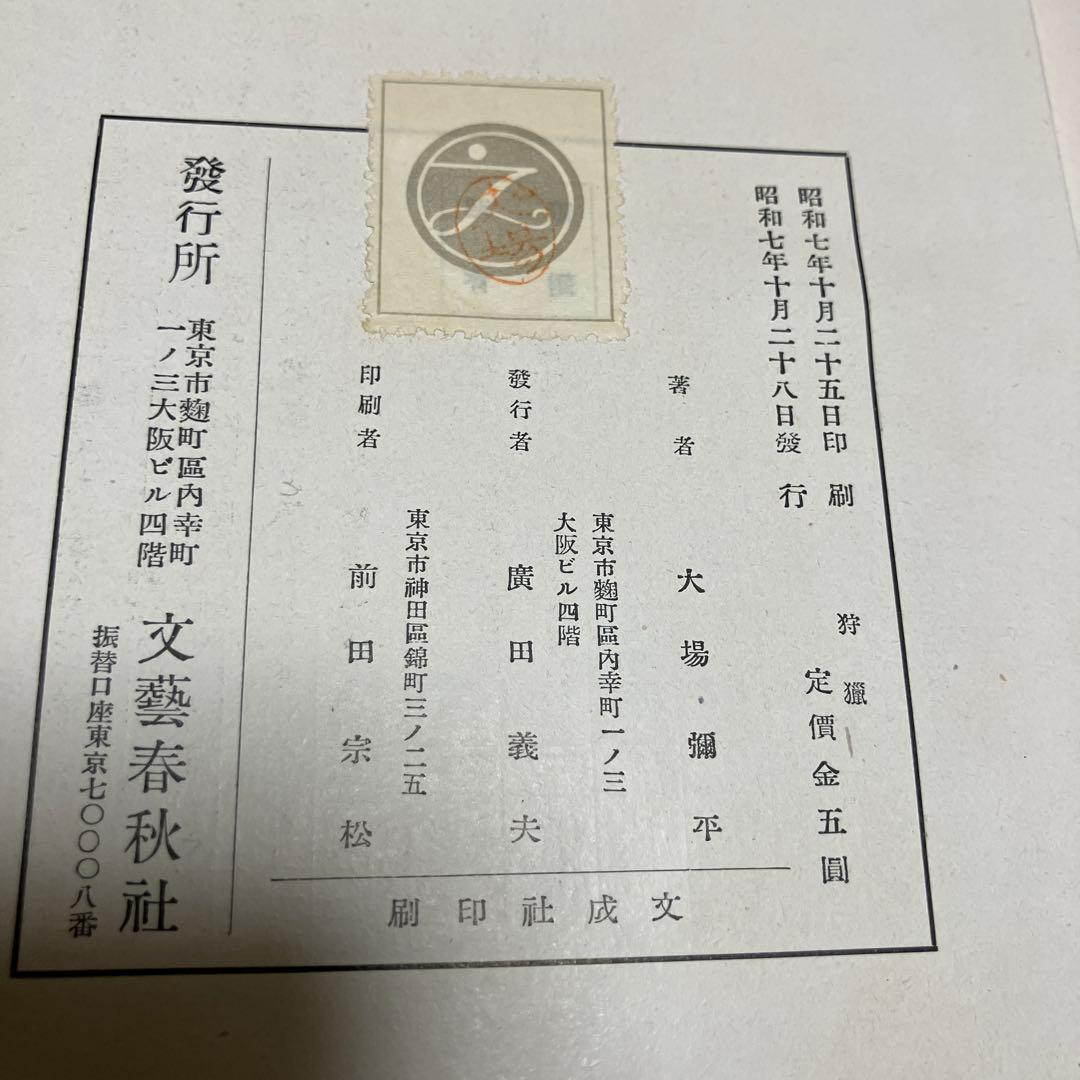 狩獵
定價金五圓
昭和七年十月二十五日印刷
昭和七年十月二十八日發行
著者
大場彌平
發行者
東京市麴町區內幸町一ノ三
大阪ビル四階
廣田義夫
印刷者
東京市神田區錦町三ノ二五
前田宗松
文成社印刷
發行所
東京市麴町區內幸町
一ノ三大阪ビル四階
文藝春秋社
振替口座東京七〇〇〇八番